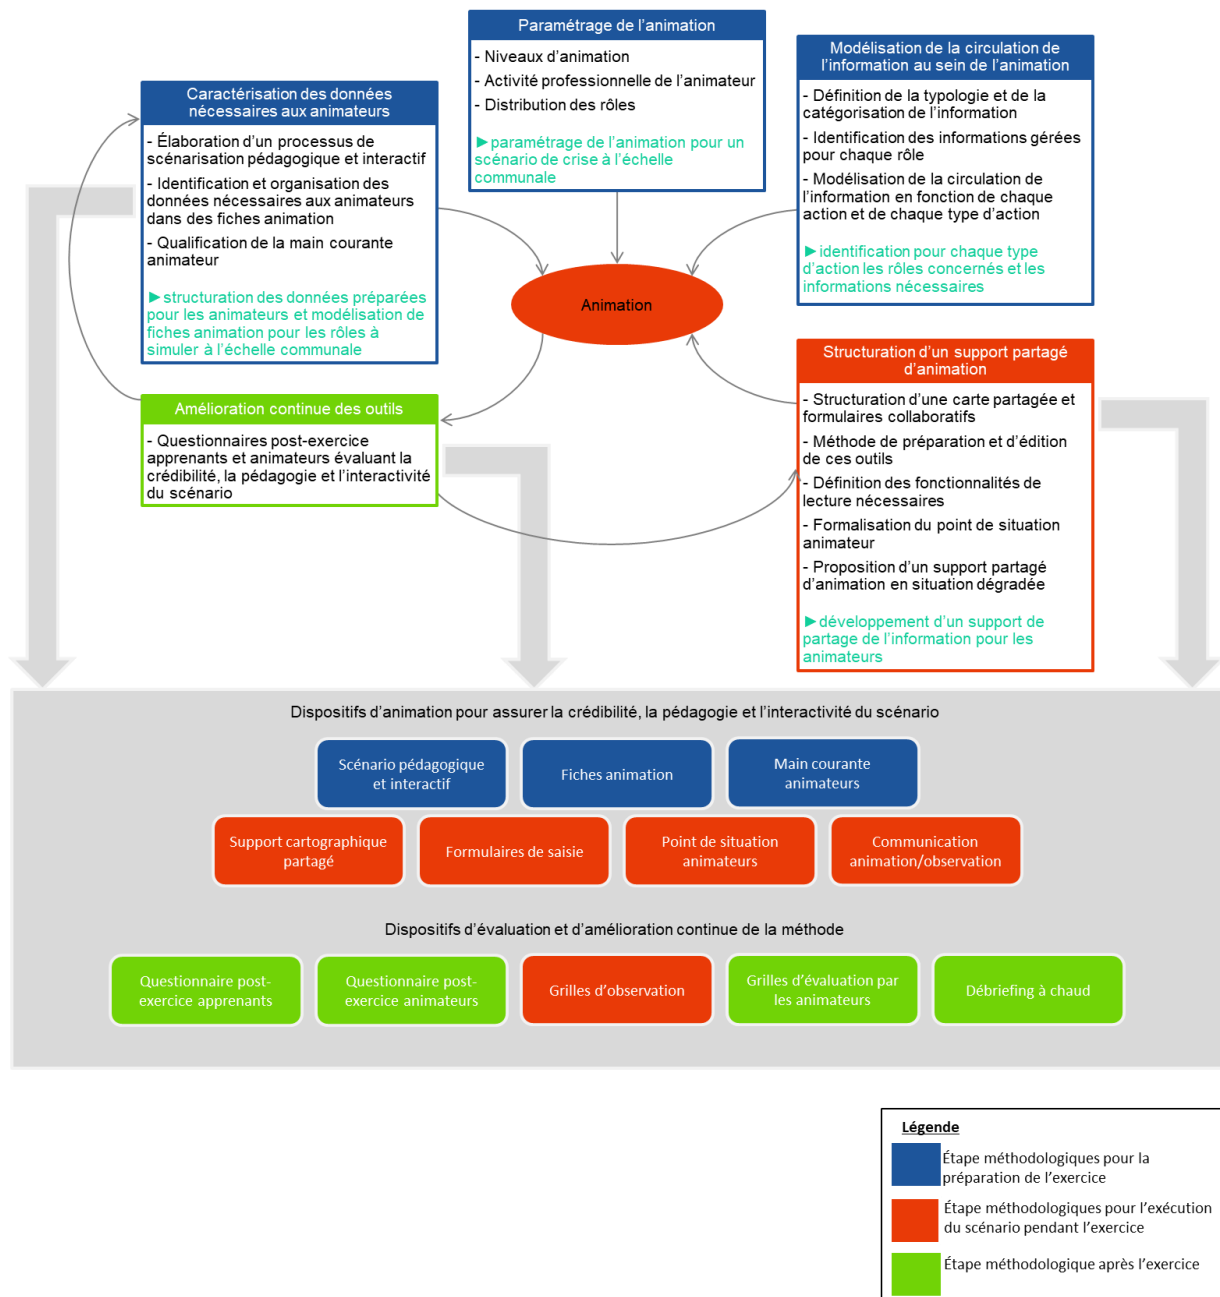 Paramétrage de l'animation
- Niveaux d'animation
- Activité professionnelle de l'animateur
- Distribution des rôles
►paramétrage de l'animation pour un
scénario de crise à l'échelle
communale
Modélisation de la circulation de
l'information au sein de l'animation
- Définition de la typologie et de la
catégorisation de l'information
- Identification des informations gérées
pour chaque rôle
- Modélisation de la circulation de
l'information en fonction de chaque
action et de chaque type d'action
►identification pour chaque type
d'action les rôles concernés et les
informations nécessaires
Caractérisation des données
nécessaires aux animateurs
- Élaboration d'un processus de
scénarisation pédagogique et interactif
- Identification et organisation des
données nécessaires aux animateurs
dans des fiches animation
- Qualification de la main courante
animateur
►structuration des données préparées
pour les animateurs et modélisation de
fiches animation pour les rôles à
simuler à l'échelle communale
Animation
Structuration d'un support partagé
d'animation
- Structuration d'une carte partagée et
formulaires collaboratifs
- Méthode de préparation et d'édition
de ces outils
- Définition des fonctionnalités de
lecture nécessaires
- Formalisation du point de situation
animateur
- Proposition d'un support partagé
d'animation en situation dégradée
►développement d'un support de
partage de l'information pour les
animateurs
Amélioration continue des outils
- Questionnaires post-exercice
apprenants et animateurs évaluant la
crédibilité, la pédagogie et l'interactivité
du scénario
Dispositifs d'animation pour assurer la crédibilité, la pédagogie et l'interactivité du scénario
Scénario pédagogique
et interactif
Fiches animation
Main courante
animateurs
Support cartographique
partagé
Formulaires de saisie
Point de situation
animateurs
Communication
animation/observation
Dispositifs d'évaluation et d'amélioration continue de la méthode
Questionnaire post-
exercice apprenants
Questionnaire post-
exercice animateurs
Grilles d'observation
Grilles d'évaluation par
les animateurs
Débriefing à chaud
Légende
Étape méthodologiques pour la
préparation de l'exercice
Étape méthodologiques pour l'exécution
du scénario pendant l'exercice
Étape méthodologique après l'exercice